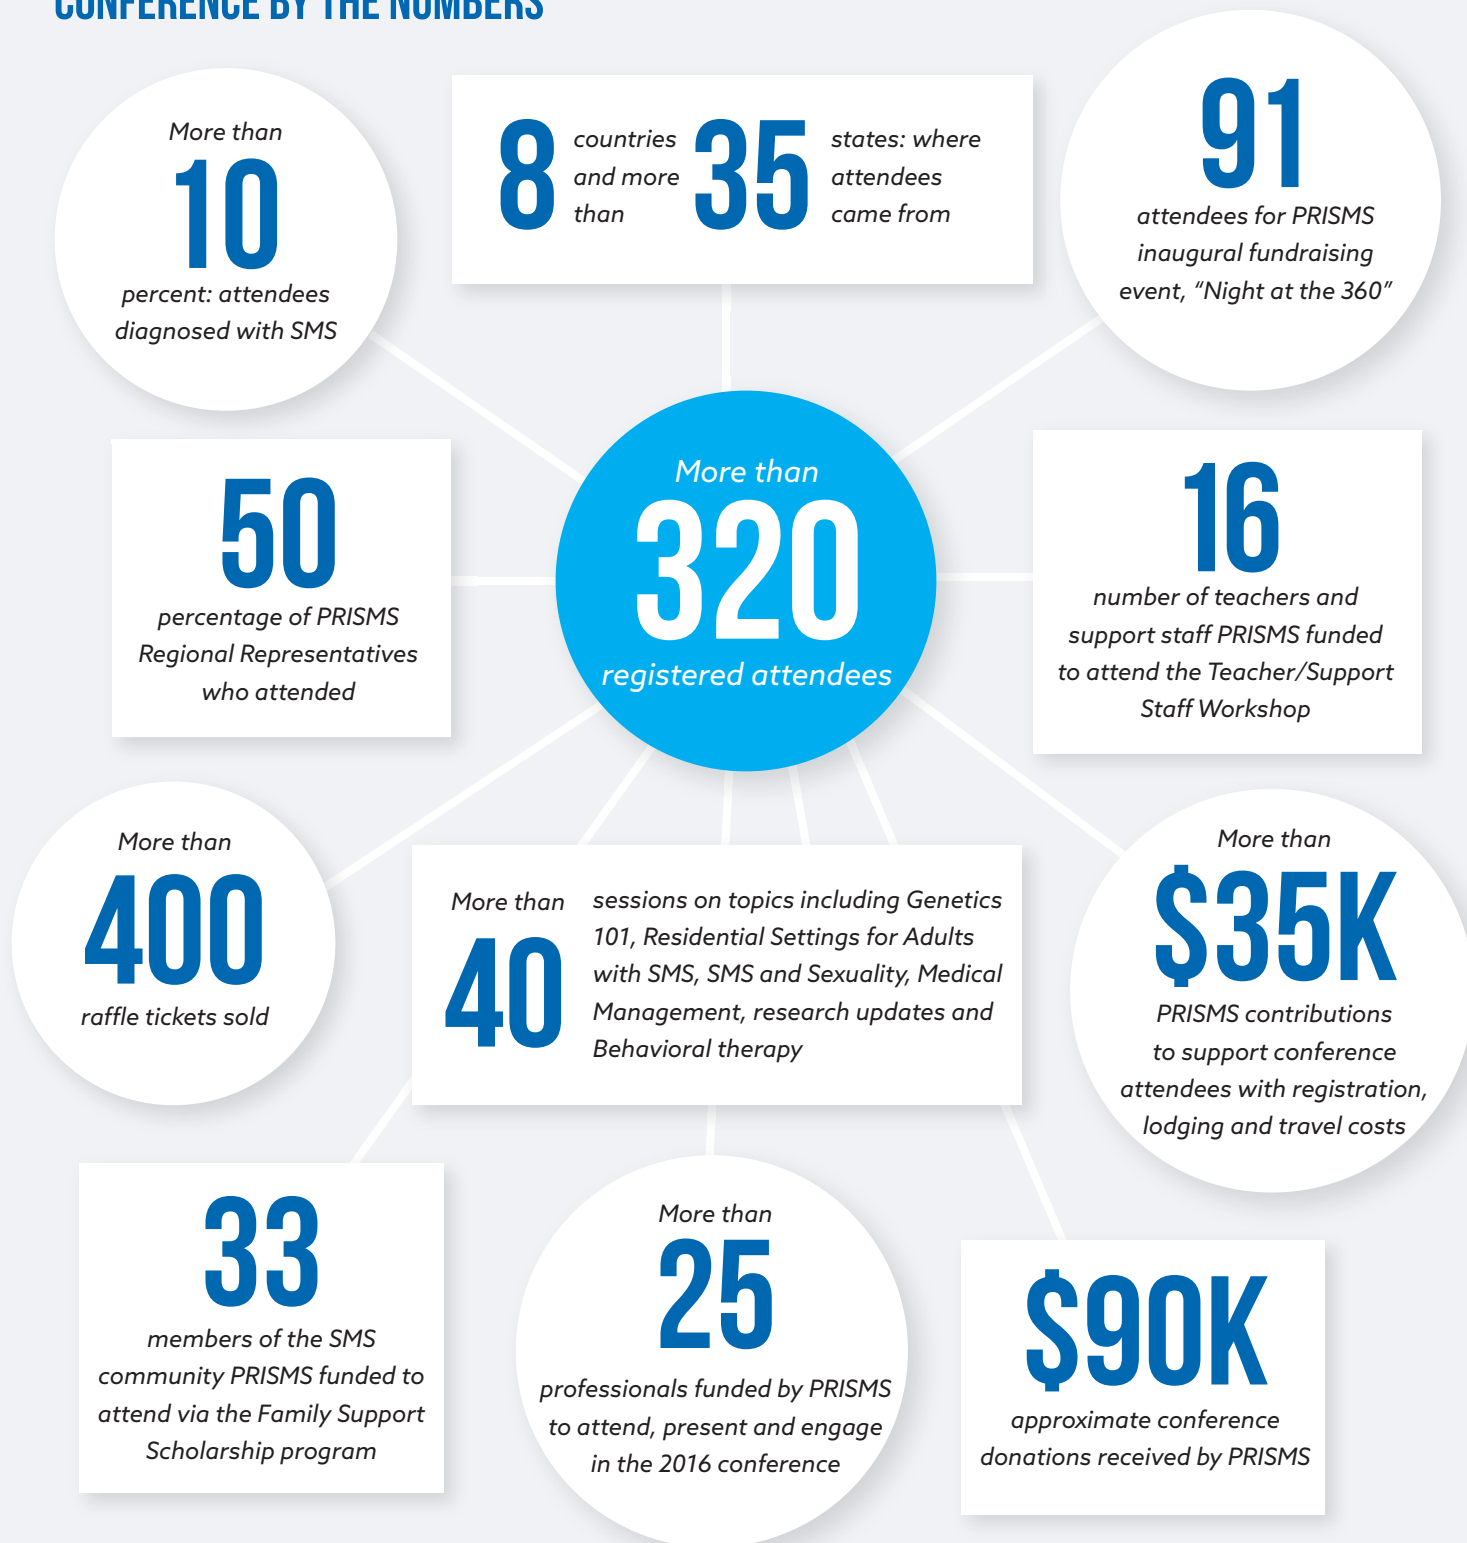 CONFERENCE BY THE NUMBERS
More than
10
percent: attendees
diagnosed with SMS
8
countries
and more
than
35
states: where
attendees
came from
91
attendees for PRISMS
inaugural fundraising
event, “Night at the 360”
50
percentage of PRISMS
Regional Representatives
who attended
More than
320
registered attendees
16
number of teachers and
support staff PRISMS funded
to attend the Teacher/Support
Staff Workshop
More than
400
raffle tickets sold
More than
40
sessions on topics including Genetics
101, Residential Settings for Adults
with SMS, SMS and Sexuality, Medical
Management, research updates and
Behavioral therapy
More than
$35K
PRISMS contributions
to support conference
attendees with registration,
lodging and travel costs
33
members of the SMS
community PRISMS funded to
attend via the Family Support
Scholarship program
More than
25
professionals funded by PRISMS
to attend, present and engage
in the 2016 conference
$90K
approximate conference
donations received by PRISMS